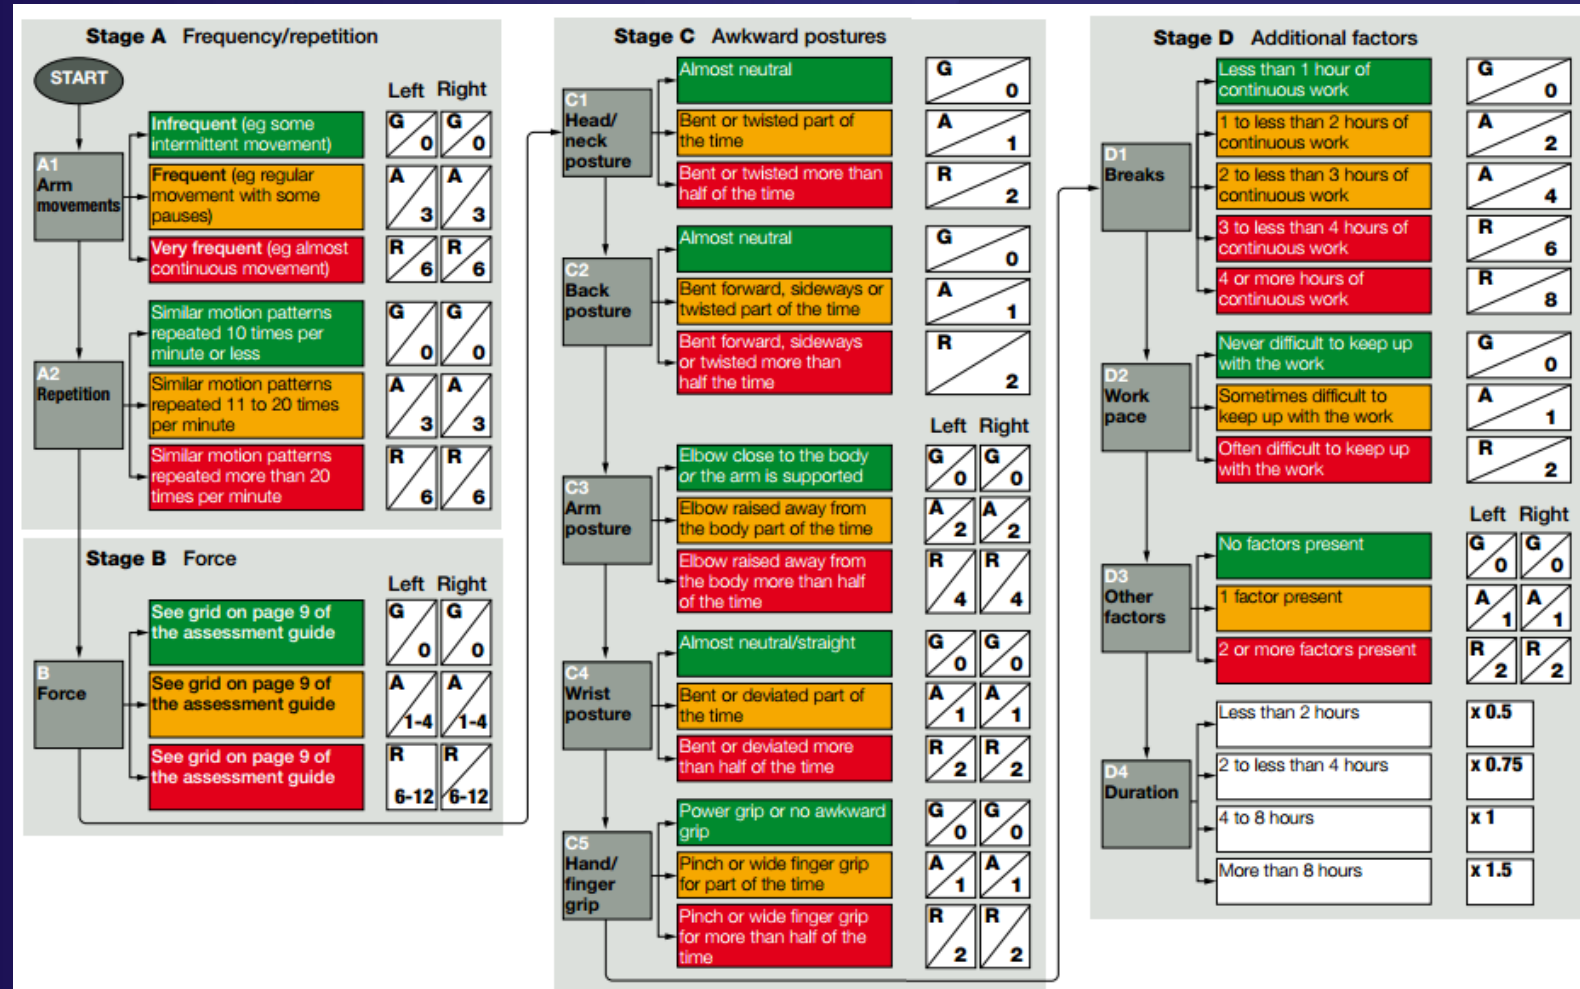 Stage A Frequency/repetition
START
Left Right
A1
Arm
movements
Infrequent (eg some
intermittent movement)
G 0 G 0
Frequent (eg regular
movement with some
pauses)
A 3 A 3
Very frequent (eg almost
continuous movement)
R 6 R 6
A2
Repetition
Similar motion patterns
repeated 10 times per
minute or less
G 0 G 0
Similar motion patterns
repeated 11 to 20 times
per minute
A 3 A 3
Similar motion patterns
repeated more than 20
times per minute
R 6 R 6
Stage B Force
Left Right
B
Force
See grid on page 9 of
the assessment guide
G 0 G 0
See grid on page 9 of
the assessment guide
A 1-4 A 1-4
See grid on page 9 of
the assessment guide
R 6-12 R 6-12
Stage C Awkward postures
C1
Head/
neck
posture
Almost neutral
G 0
Bent or twisted part of
the time
A 1
Bent or twisted more than
half of the time
R 2
C2
Back
posture
Almost neutral
G 0
Bent forward, sideways or
twisted part of the time
A 1
Bent forward, sideways
or twisted more than
half the time
R 2
Left Right
C3
Arm
posture
Elbow close to the body
or the arm is supported
G 0 G 0
Elbow raised away from
the body part of the time
A 2 A 2
Elbow raised away from
the body more than half
of the time
R 4 R 4
C4
Wrist
posture
Almost neutral/straight
G 0 G 0
Bent or deviated part of
the time
A 1 A 1
Bent or deviated more
than half of the time
R 2 R 2
C5
Hand/
finger
grip
Power grip or no awkward
grip
G 0 G 0
Pinch or wide finger grip
for part of the time
A 1 A 1
Pinch or wide finger grip
for more than half of the
time
R 2 R 2
Stage D Additional factors
D1
Breaks
Less than 1 hour of
continuous work
G 0
1 to less than 2 hours of
continuous work
A 2
2 to less than 3 hours of
continuous work
A 4
3 to less than 4 hours of
continuous work
R 6
4 or more hours of
continuous work
R 8
D2
Work
pace
Never difficult to keep up
with the work
G 0
Sometimes difficult to
keep up with the work
A 1
Often difficult to keep up
with the work
R 2
Left Right
D3
Other
factors
No factors present
G 0 G 0
1 factor present
A 1 A 1
2 or more factors present
R 2 R 2
D4
Duration
Less than 2 hours
x 0.5
2 to less than 4 hours
x 0.75
4 to 8 hours
x 1
More than 8 hours
x 1.5